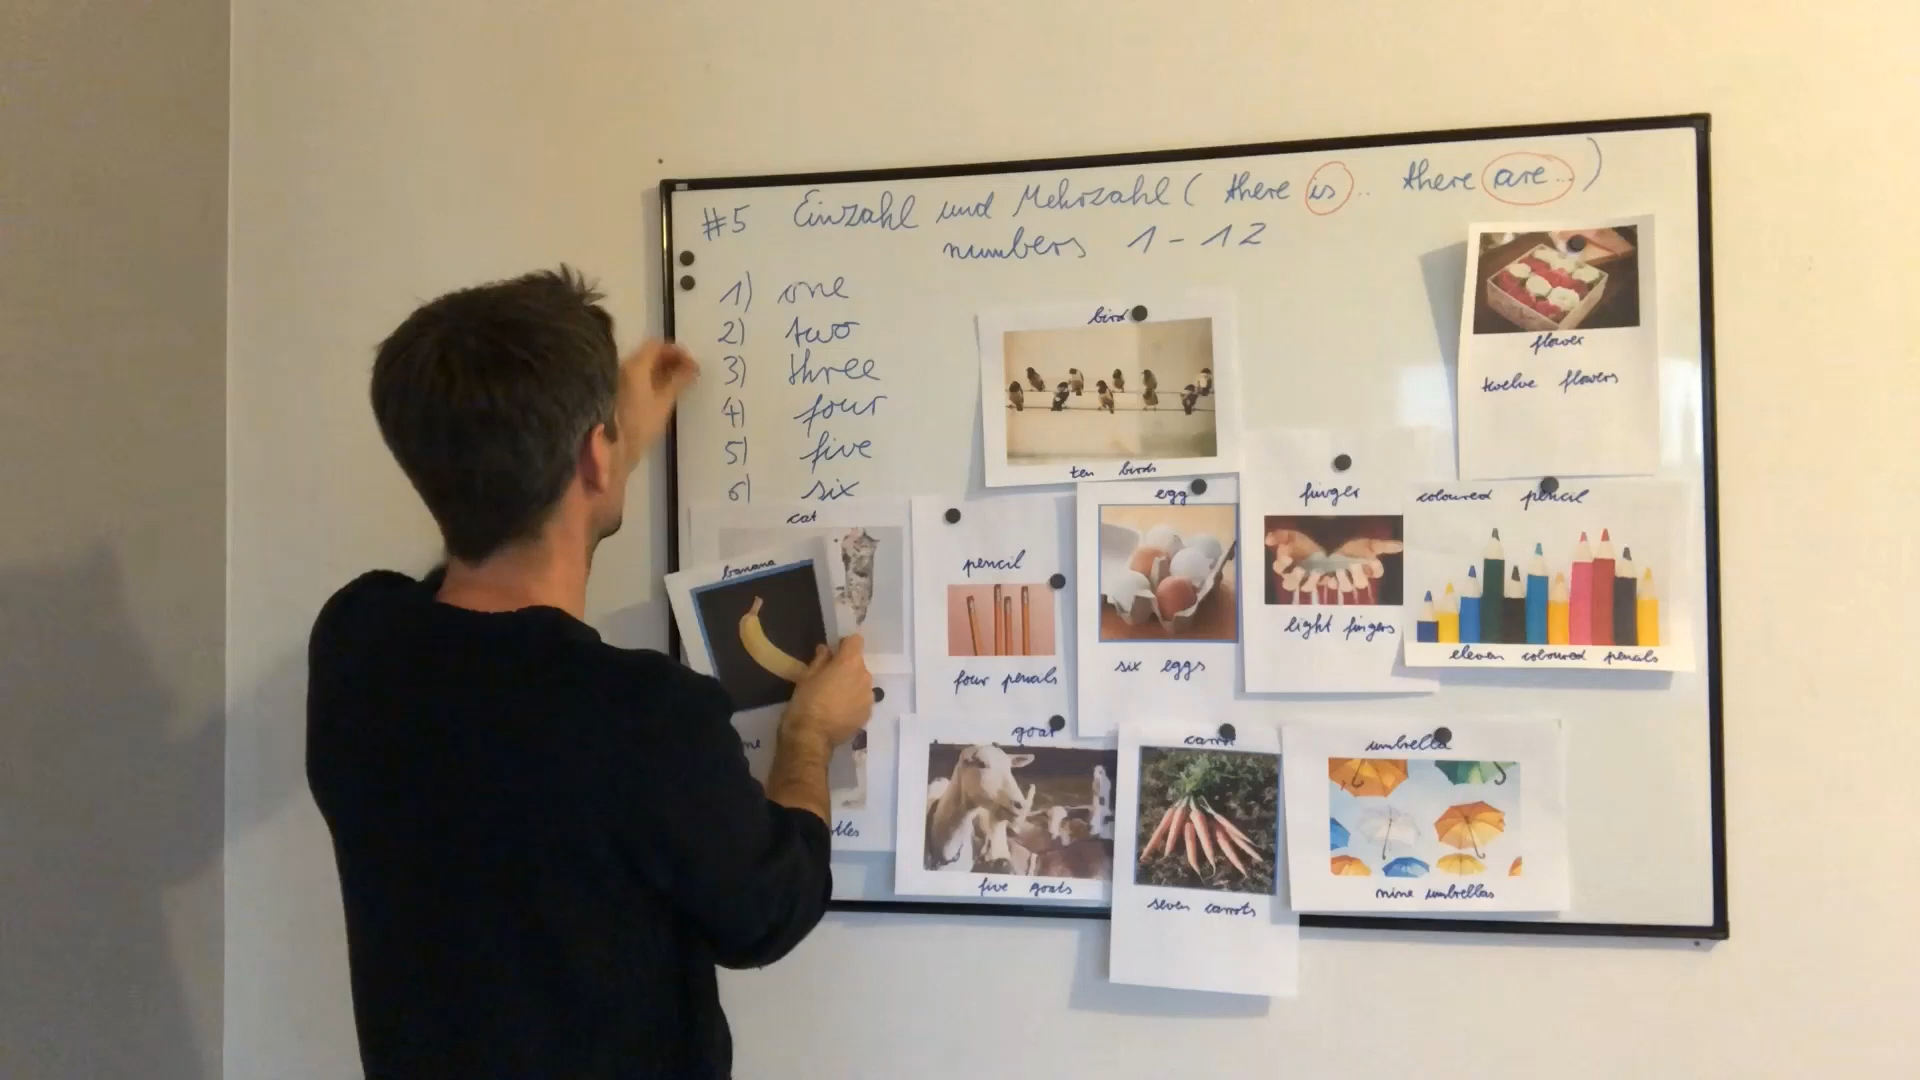 #5 Einzahl und Mehrzahl ( there is .. there are... )
numbers 1 - 12
1) one
2) two
3) three
4) four
5) five
6) six
bird
ten birds
flower
twelve flowers
cat
banana
pencil
four pencils
egg
six eggs
finger
eight fingers
coloured pencil
eleven coloured pencils
goat
five goats
carrot
seven carrots
umbrella
nine umbrellas